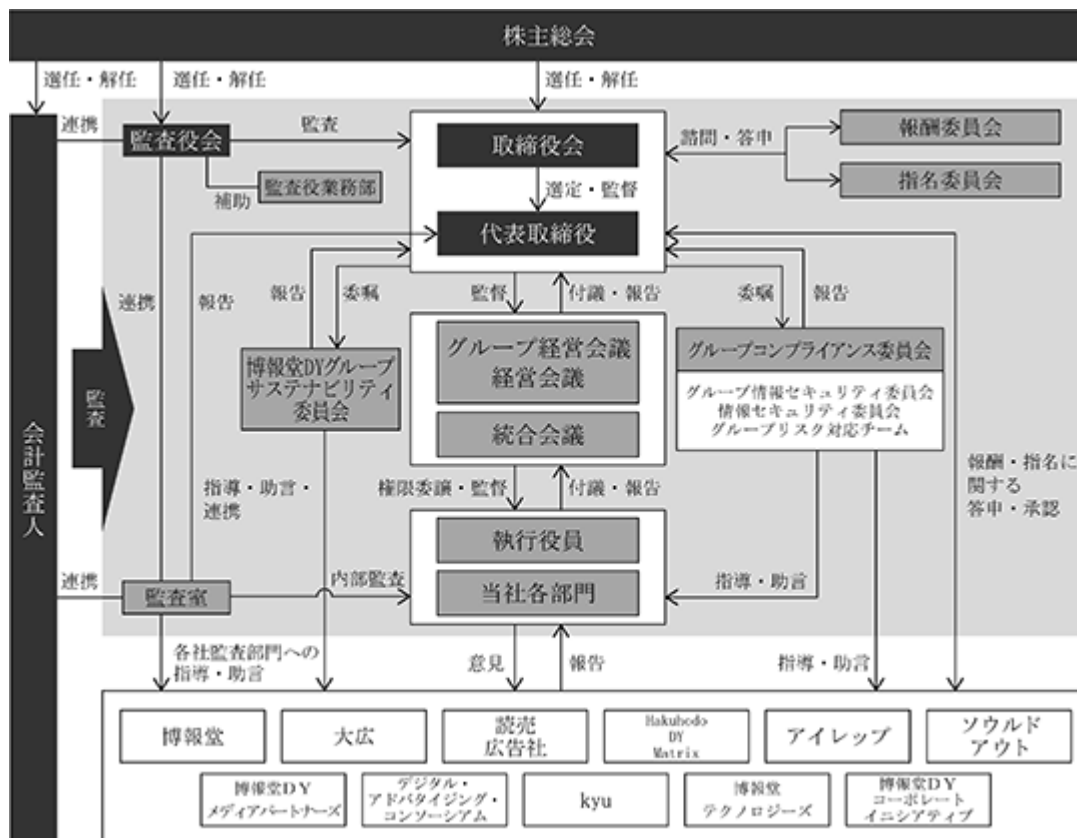 株主総会
選任・解任
選任・解任
選任・解任
連携
監査役会
監査
取締役会
諮問・答申
報酬委員会
指名委員会
補助
監査役業務部
選定・監督
代表取締役
連携
報告
報告
委嘱
監督
付議・報告
委嘱
報告
博報堂DYグループ
サステナビリティ
委員会
グループ経営会議
経営会議
統合会議
グループコンプライアンス委員会
グループ情報セキュリティ委員会
情報セキュリティ委員会
グループリスク対応チーム
監査
会計監査人
指導・助言・
連携
権限委譲・監督
付議・報告
報酬・指名に
関する
答申・承認
執行役員
当社各部門
連携
監査室
内部監査
指導・助言
各社監査部門への
指導・助言
意見
報告
指導・助言
博報堂
大広
読売
広告社
Hakuhodo
DY
Matrix
アイレップ
ソウルド
アウト
博報堂DY
メディアパートナーズ
デジタル・
アドバタイジング・
コンソーシアム
kyu
博報堂
テクノロジーズ
博報堂DY
コーポレート
イニシアティブ